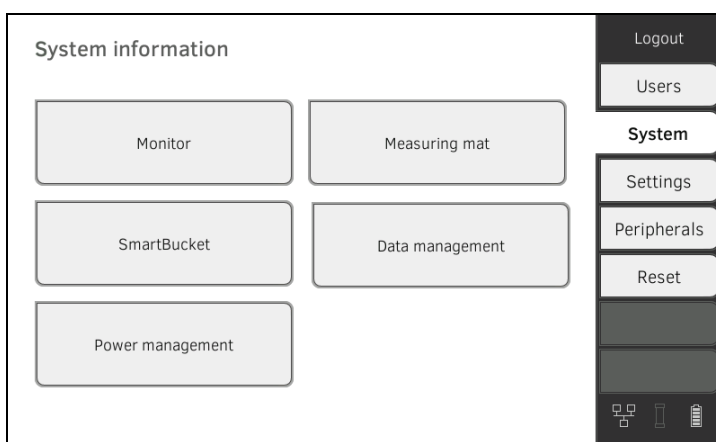 System information
Monitor
Measuring mat
SmartBucket
Data management
Power management
Logout
Users
System
Settings
Peripherals
Reset